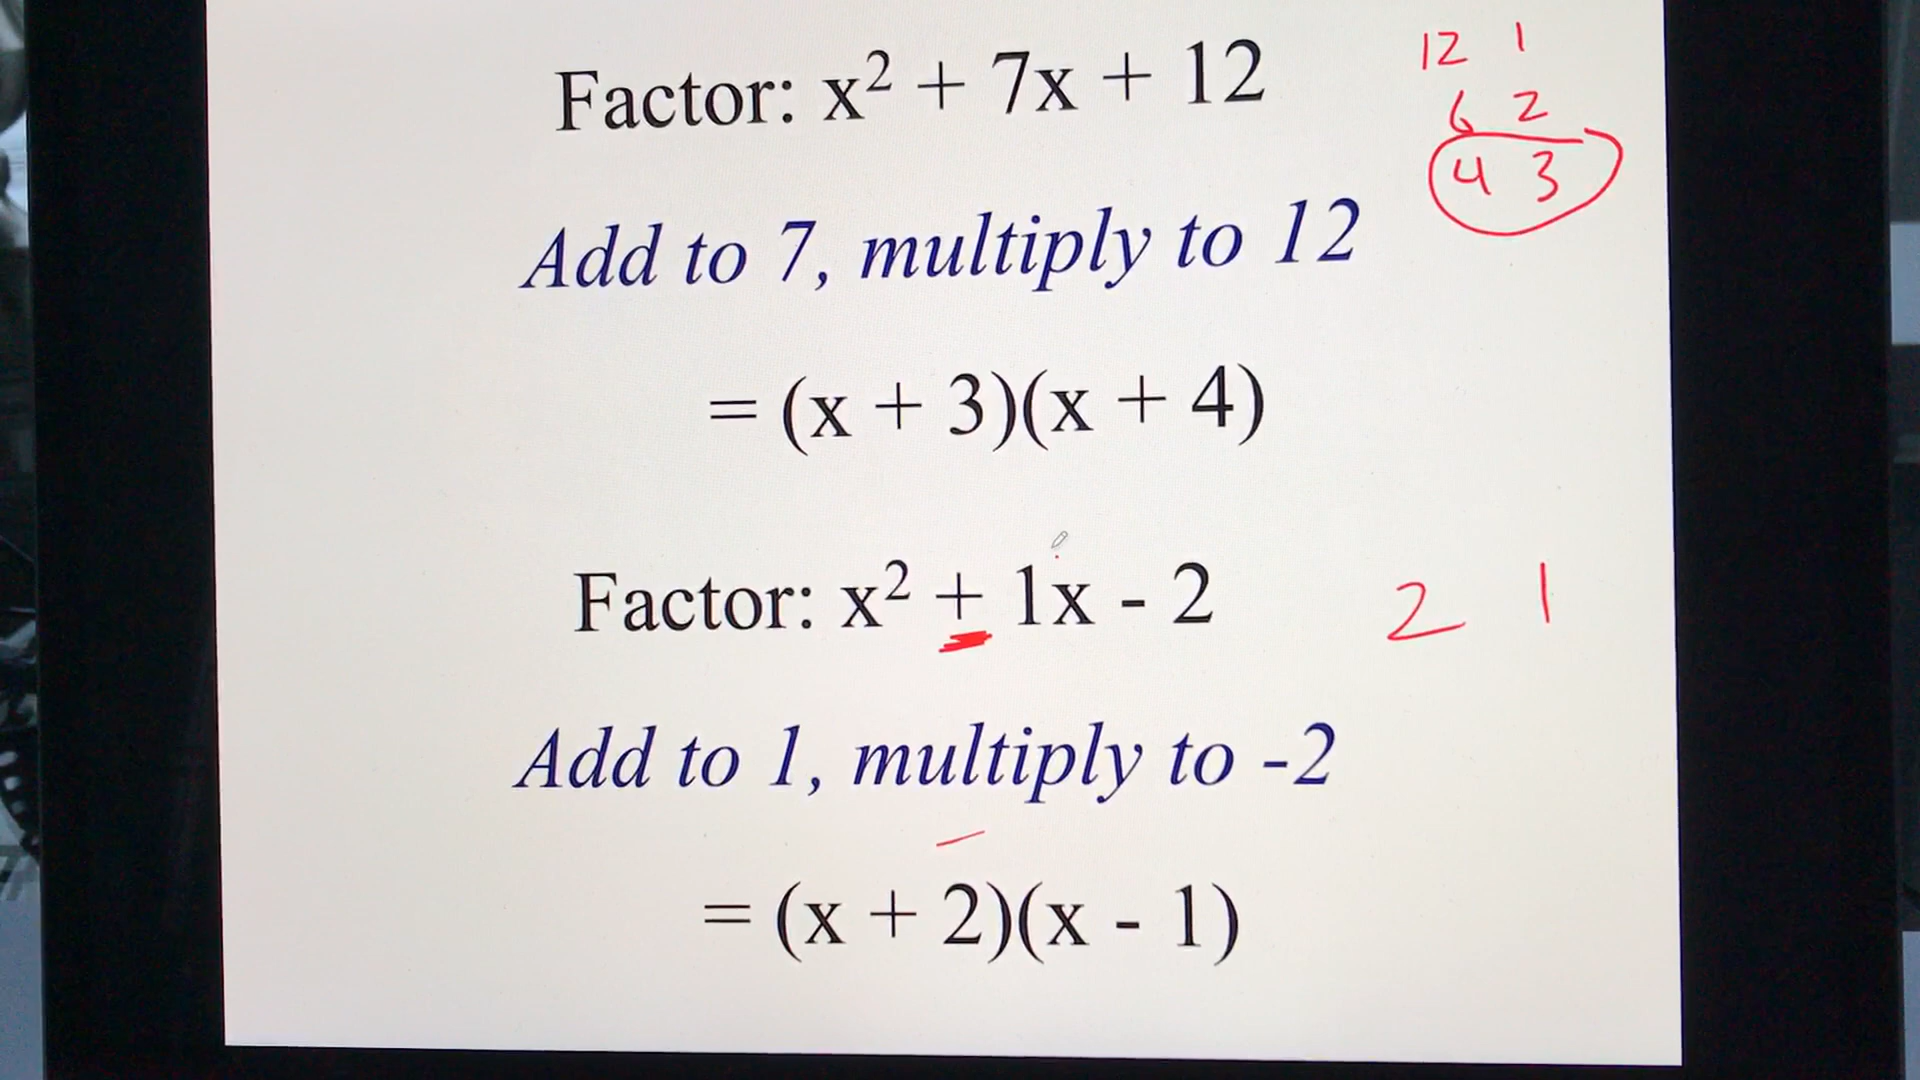 Factor: x² + 7x + 12
12 1
6 2
4 3
Add to 7, multiply to 12
= (x + 3)(x + 4)
Factor: x² + 1x - 2
2 1
Add to 1, multiply to -2
= (x + 2)(x - 1)